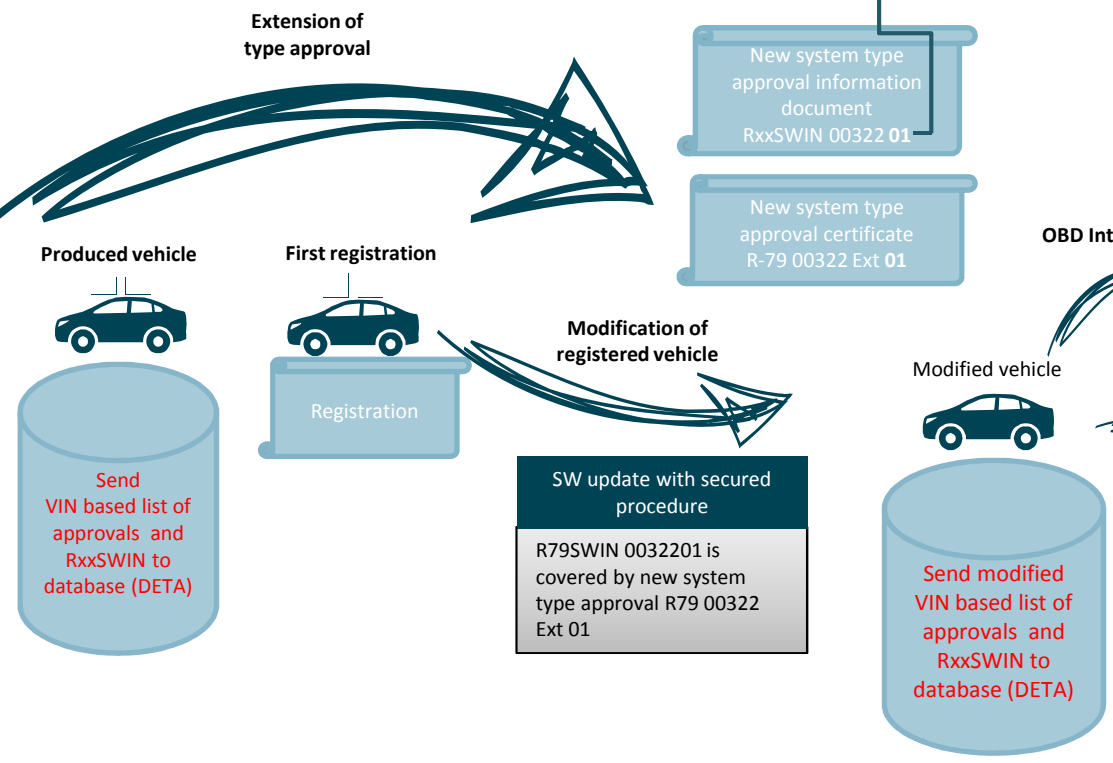 Extension of
type approval
New system type
approval information
document
RxxSWIN 00322 01
New system type
approval certificate
R-79 00322 Ext 01
Produced vehicle
First registration
OBD Int
Modification of
registered vehicle
Modified vehicle
Registration
Send
VIN based list of
approvals and
RxxSWIN to
database (DETA)
SW update with secured
procedure
R79SWIN 0032201 is
covered by new system
type approval R79 00322
Ext 01
Send modified
VIN based list of
approvals and
RxxSWIN to
database (DETA)